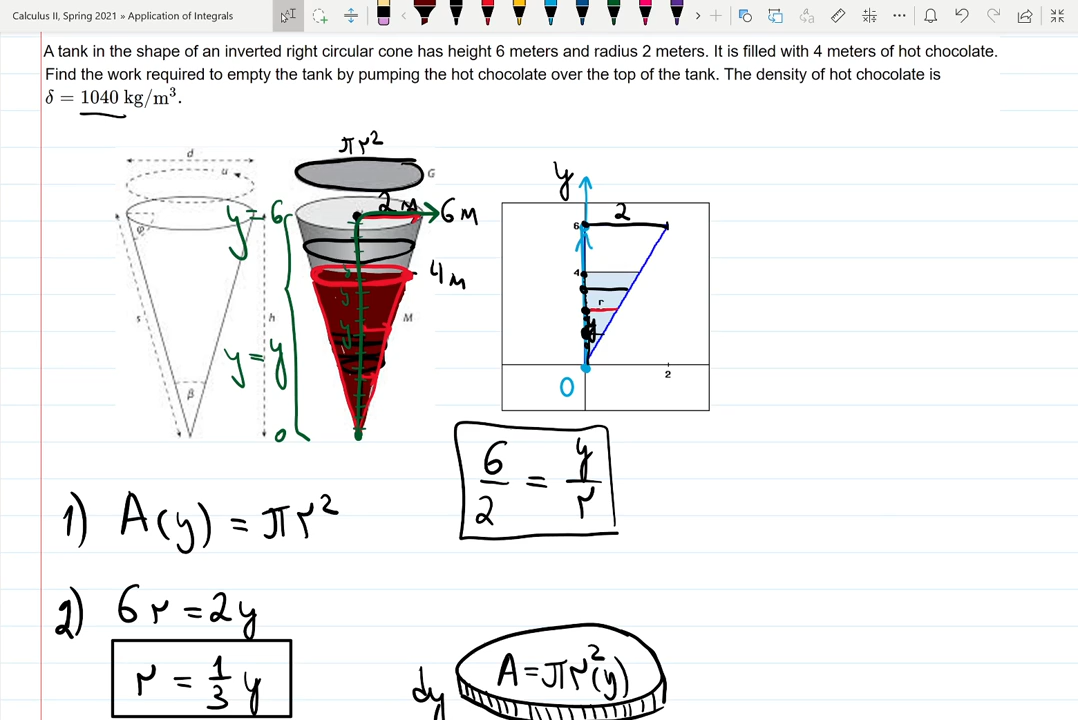 Calculus II, Spring 2021 » Application of Integrals
A tank in the shape of an inverted right circular cone has height 6 meters and radius 2 meters. It is filled with 4 meters of hot chocolate.
Find the work required to empty the tank by pumping the hot chocolate over the top of the tank. The density of hot chocolate is
δ = 1040 kg/m³.
d
u
φ
s
h
β
πr²
G
2 M
6 M
y = 6
4 M
y
y
M
y = y
0
y
2
6
4
r
y
2
0
6/2 = y/r
1) A(y) = πr²
2) 6r = 2y
r = 1/3 y
dy
A = πr²(y)